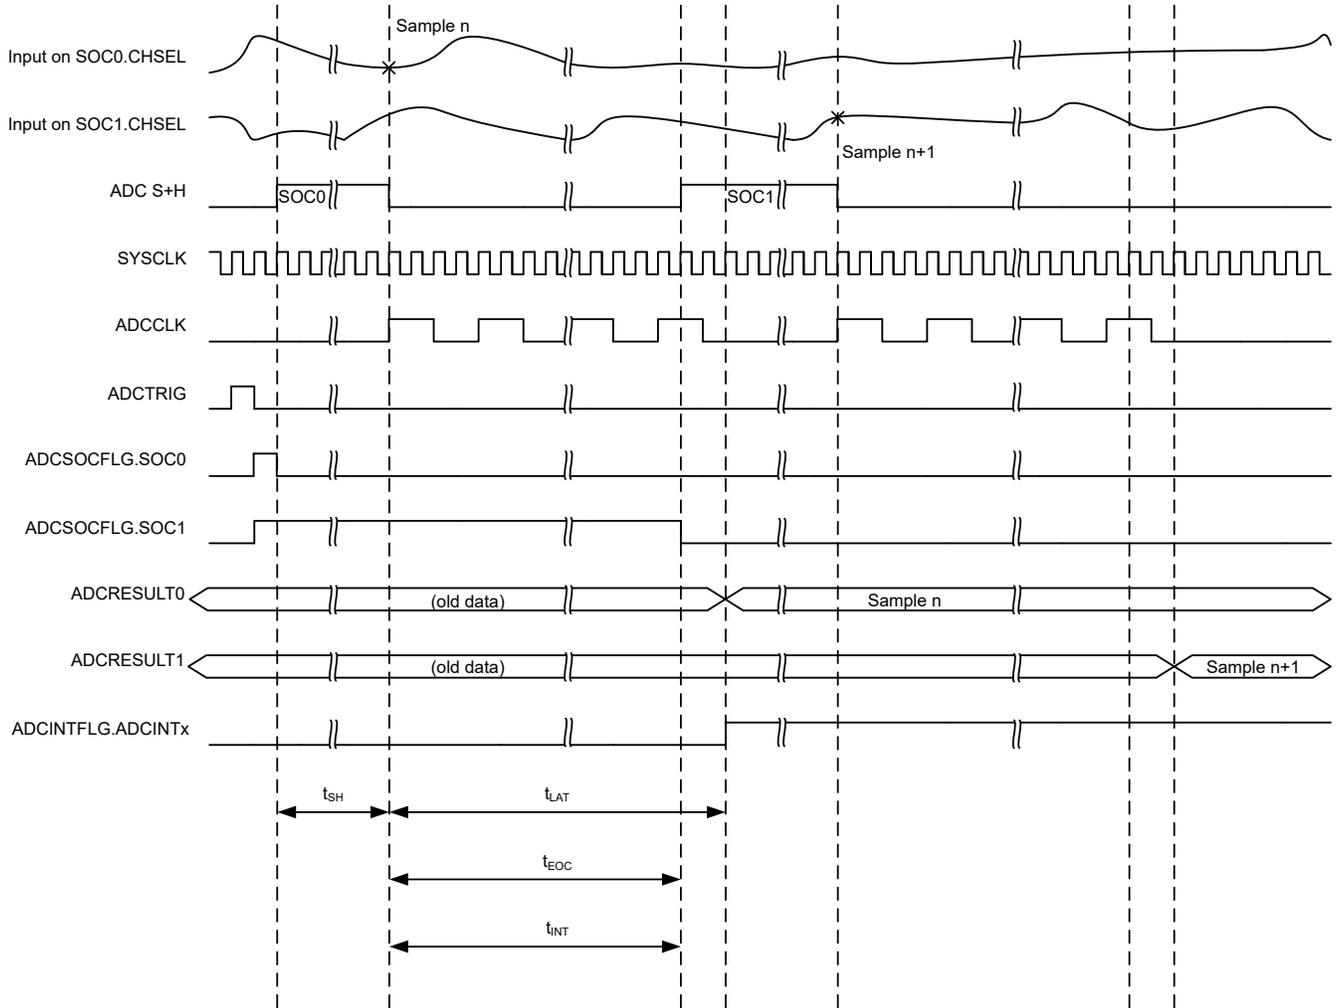 Sample n
Input on SOC0.CHSEL
Input on SOC1.CHSEL
Sample n+1
ADC S+H
SOC0
SOC1
SYSCLK
ADCCLK
ADCTRIG
ADCSOCFLG.SOC0
ADCSOCFLG.SOC1
ADCRESULT0
(old data)
Sample n
ADCRESULT1
(old data)
Sample n+1
ADCINTFLG.ADCINTx
tSH
tLAT
tEOC
tINT